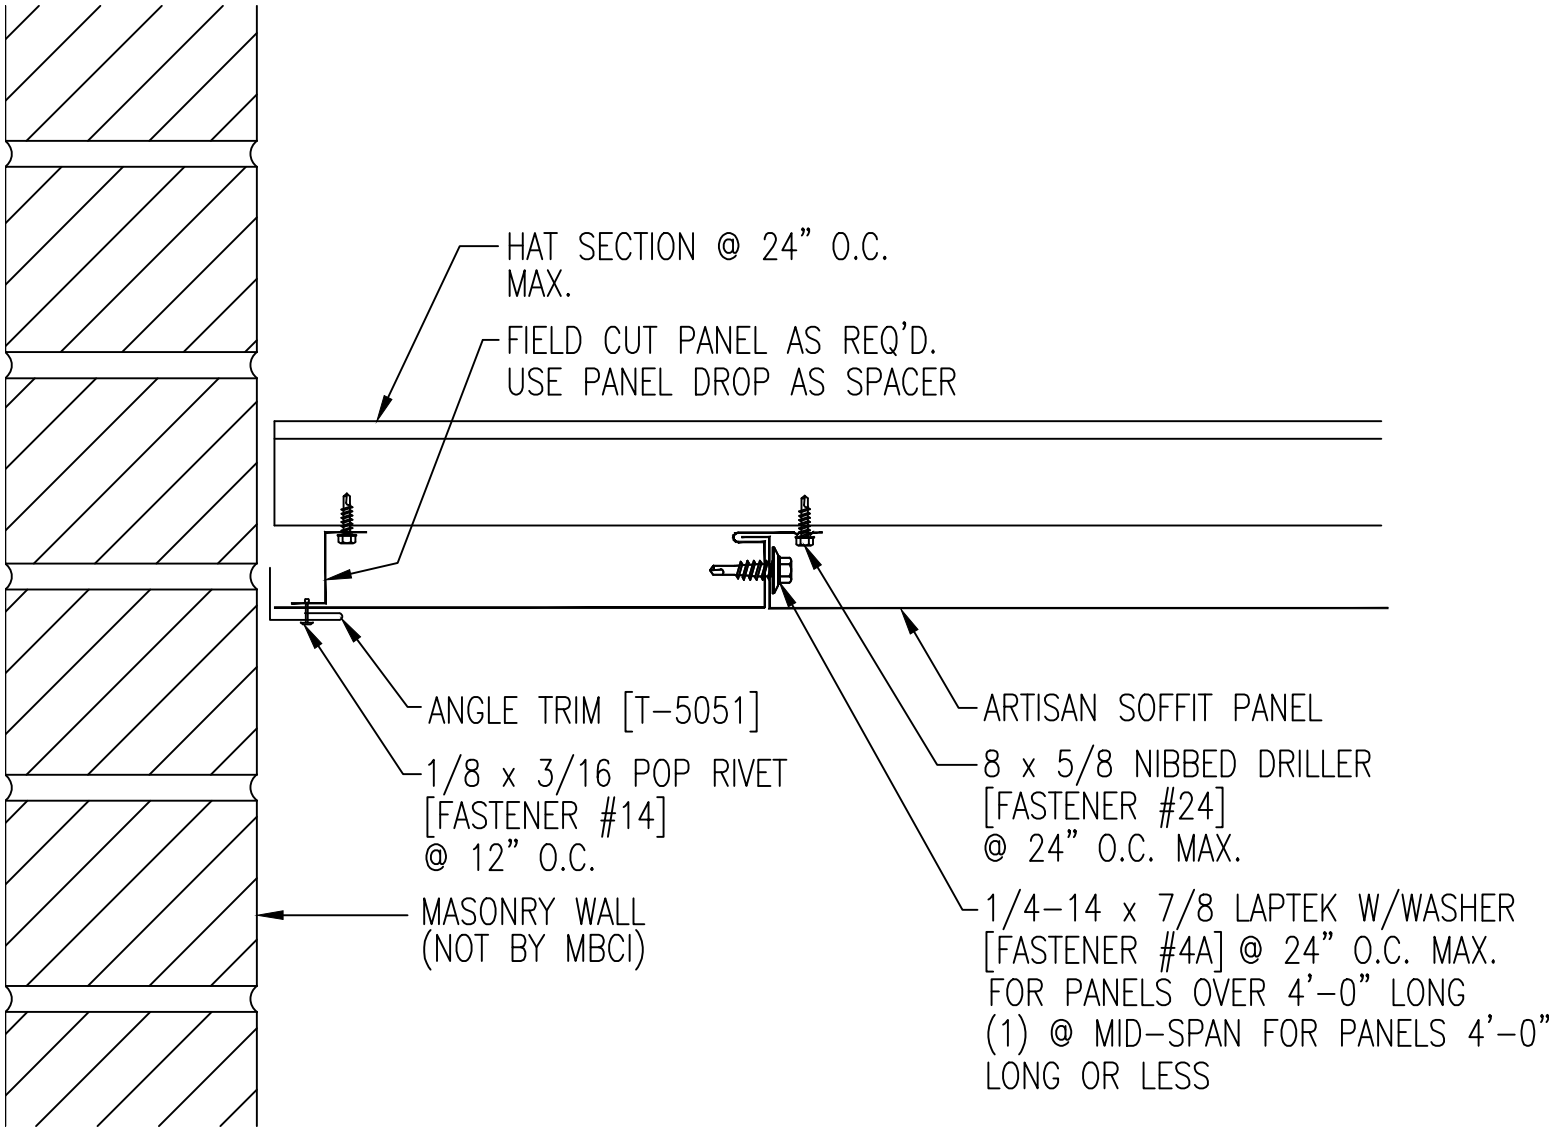 HAT SECTION @ 24" O.C.
MAX.
FIELD CUT PANEL AS REQ'D.
USE PANEL DROP AS SPACER
ANGLE TRIM [T-5051]
1/8 x 3/16 POP RIVET
[FASTENER #14]
@ 12" O.C.
MASONRY WALL
(NOT BY MBCI)
ARTISAN SOFFIT PANEL
8 x 5/8 NIBBED DRILLER
[FASTENER #24]
@ 24" O.C. MAX.
1/4-14 x 7/8 LAPTEK W/WASHER
[FASTENER #4A] @ 24" O.C. MAX.
FOR PANELS OVER 4'-0" LONG
(1) @ MID-SPAN FOR PANELS 4'-0"
LONG OR LESS